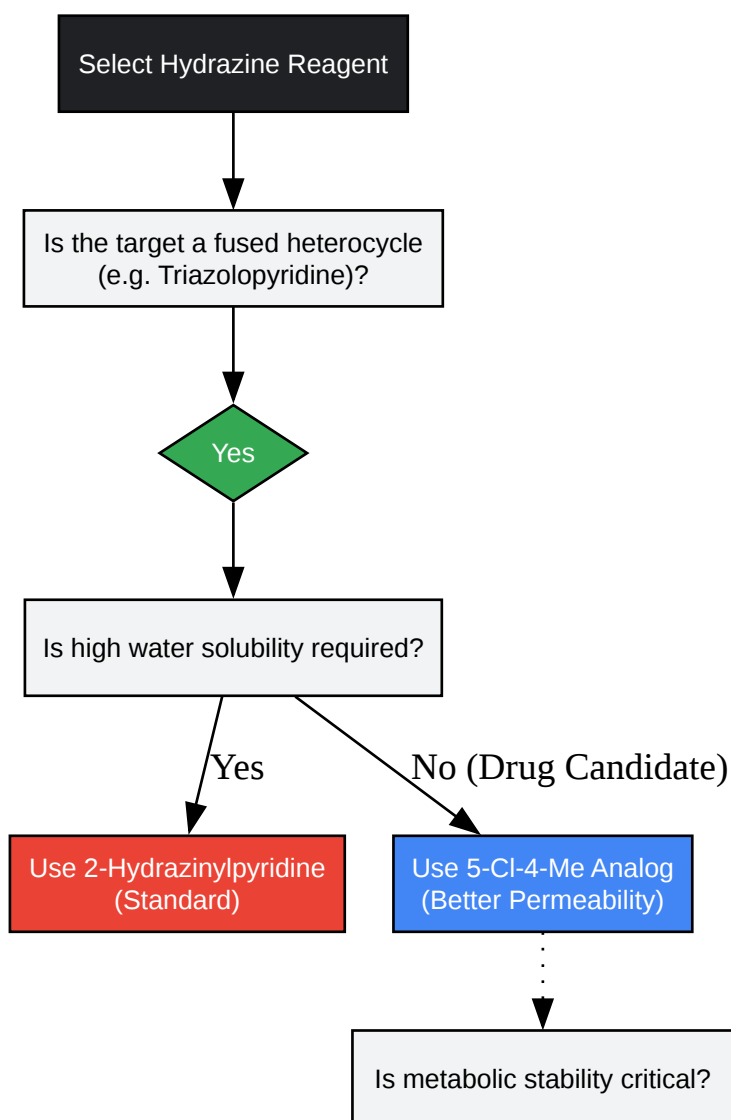 Select Hydrazine Reagent
Is the target a fused heterocycle
(e.g. Triazolopyridine)?
Yes
Is high water solubility required?
Yes
No (Drug Candidate)
Use 2-Hydrazinylpyridine
(Standard)
Use 5-Cl-4-Me Analog
(Better Permeability)
Is metabolic stability critical?